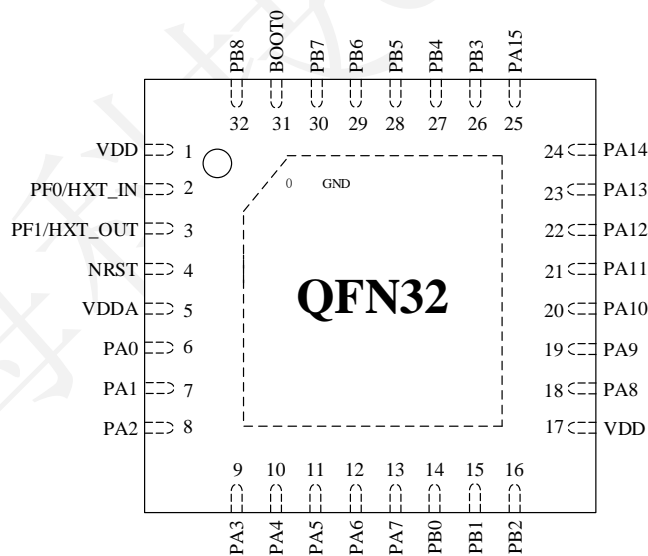 PB8 BOOT0 PB7 PB6 PB5 PB4 PB3 PA15
32 31 30 29 28 27 26 25
VDD 1
PF0/HXT_IN 2
PF1/HXT_OUT 3
NRST 4
VDDA 5
PA0 6
PA1 7
PA2 8
0 GND
QFN32
24 PA14
23 PA13
22 PA12
21 PA11
20 PA10
19 PA9
18 PA8
17 VDD
9 10 11 12 13 14 15 16
PA3 PA4 PA5 PA6 PA7 PB0 PB1 PB2